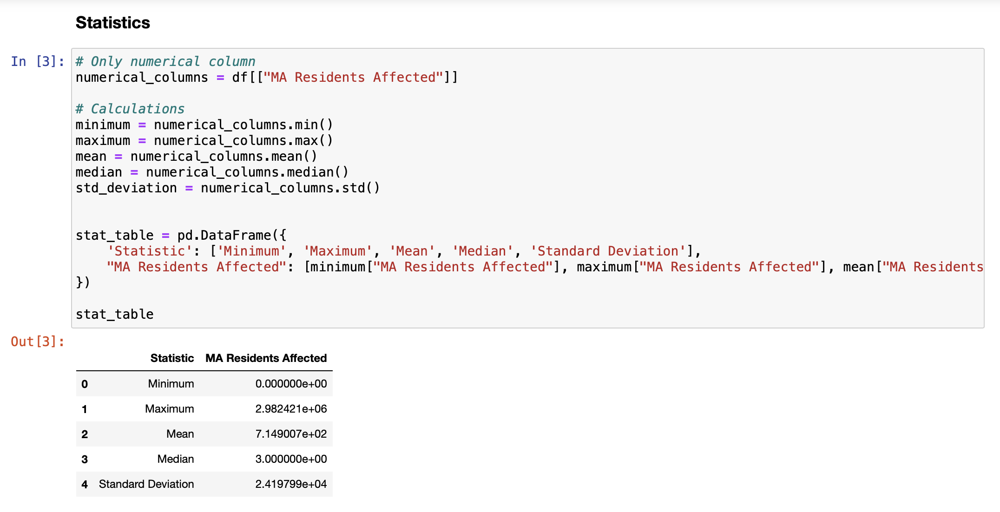 Statistics
In [3]:
# Only numerical column
numerical_columns = df[["MA Residents Affected"]]
# Calculations
minimum = numerical_columns.min()
maximum = numerical_columns.max()
mean = numerical_columns.mean()
median = numerical_columns.median()
std_deviation = numerical_columns.std()
stat_table = pd.DataFrame({
    'Statistic': ['Minimum', 'Maximum', 'Mean', 'Median', 'Standard Deviation'],
    "MA Residents Affected": [minimum["MA Residents Affected"], maximum["MA Residents Affected"], mean["MA Residents
})
stat_table
Out[3]:
Statistic MA Residents Affected
0 Minimum 0.000000e+00
1 Maximum 2.982421e+06
2 Mean 7.149007e+02
3 Median 3.000000e+00
4 Standard Deviation 2.419799e+04